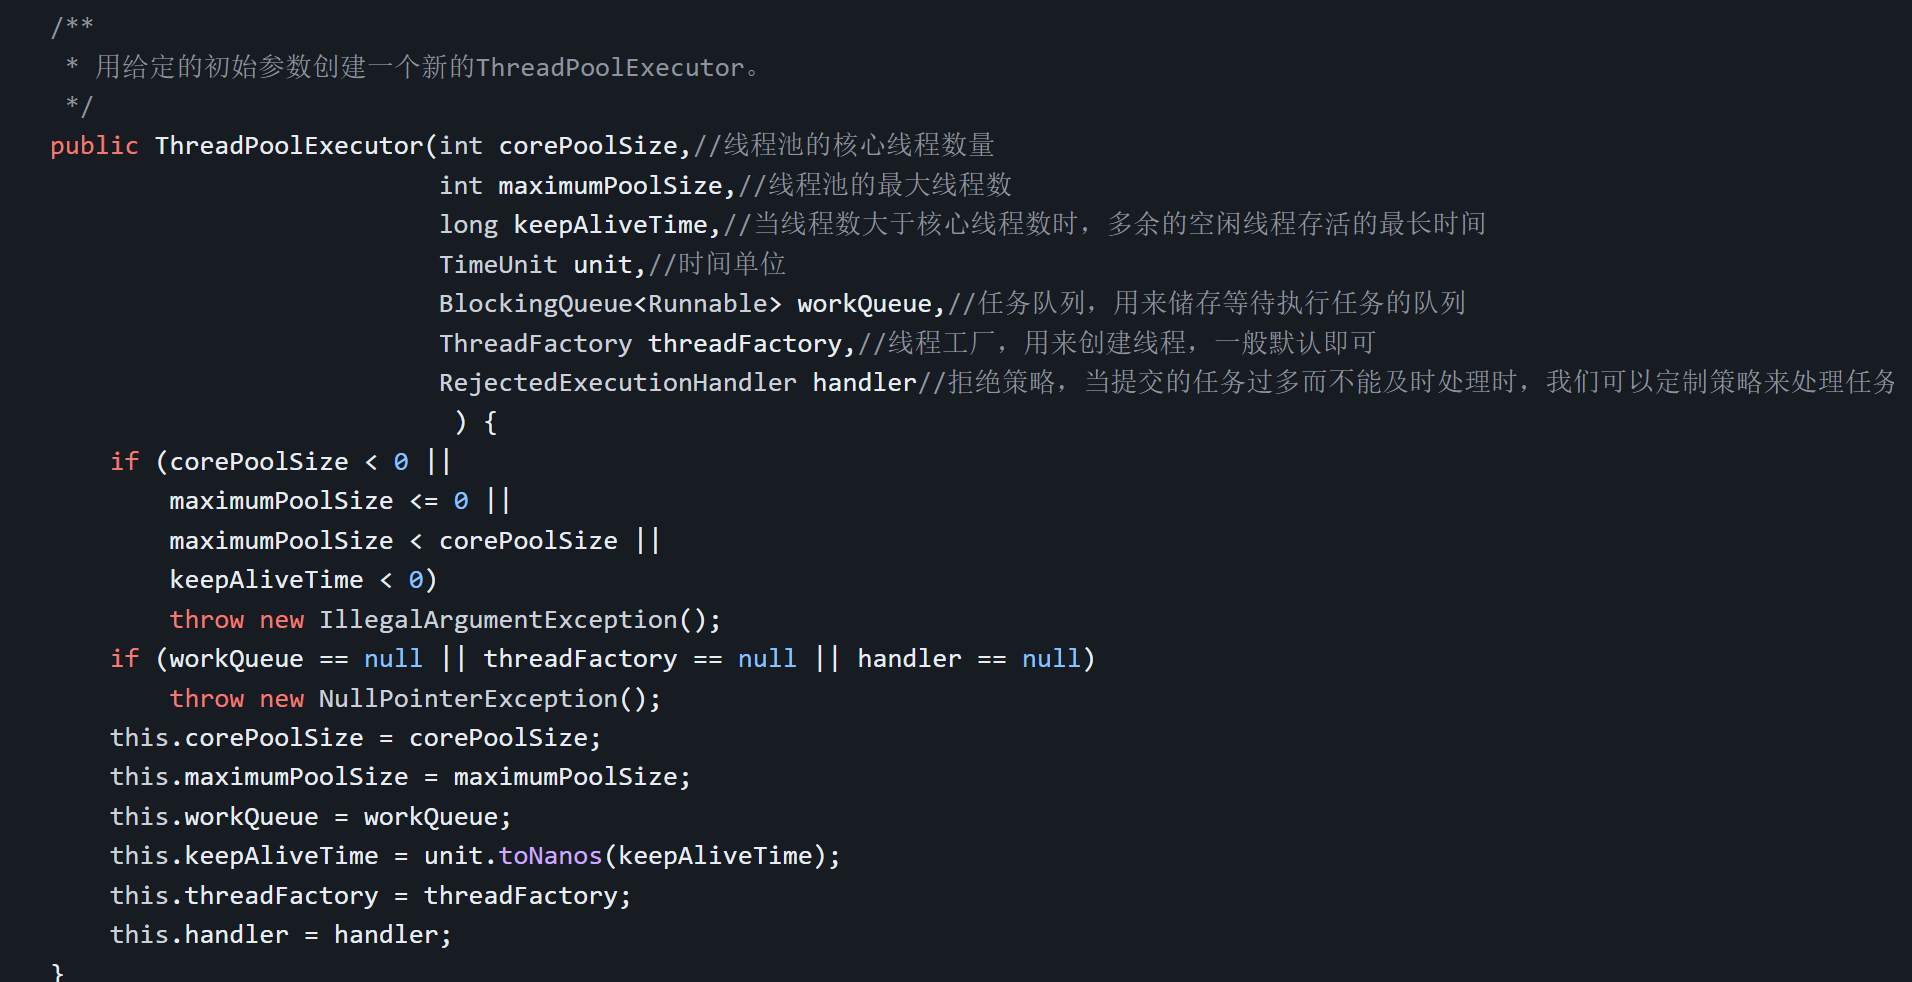 /**
 * 用给定的初始参数创建一个新的ThreadPoolExecutor。
 */
public ThreadPoolExecutor(int corePoolSize,//线程池的核心线程数量
                          int maximumPoolSize,//线程池的最大线程数
                          long keepAliveTime,//当线程数大于核心线程数时，多余的空闲线程存活的最长时间
                          TimeUnit unit,//时间单位
                          BlockingQueue<Runnable> workQueue,//任务队列，用来储存等待执行任务的队列
                          ThreadFactory threadFactory,//线程工厂，用来创建线程，一般默认即可
                          RejectedExecutionHandler handler//拒绝策略，当提交的任务过多而不能及时处理时，我们可以定制策略来处理任务
                           ) {
    if (corePoolSize < 0 ||
        maximumPoolSize <= 0 ||
        maximumPoolSize < corePoolSize ||
        keepAliveTime < 0)
        throw new IllegalArgumentException();
    if (workQueue == null || threadFactory == null || handler == null)
        throw new NullPointerException();
    this.corePoolSize = corePoolSize;
    this.maximumPoolSize = maximumPoolSize;
    this.workQueue = workQueue;
    this.keepAliveTime = unit.toNanos(keepAliveTime);
    this.threadFactory = threadFactory;
    this.handler = handler;
}